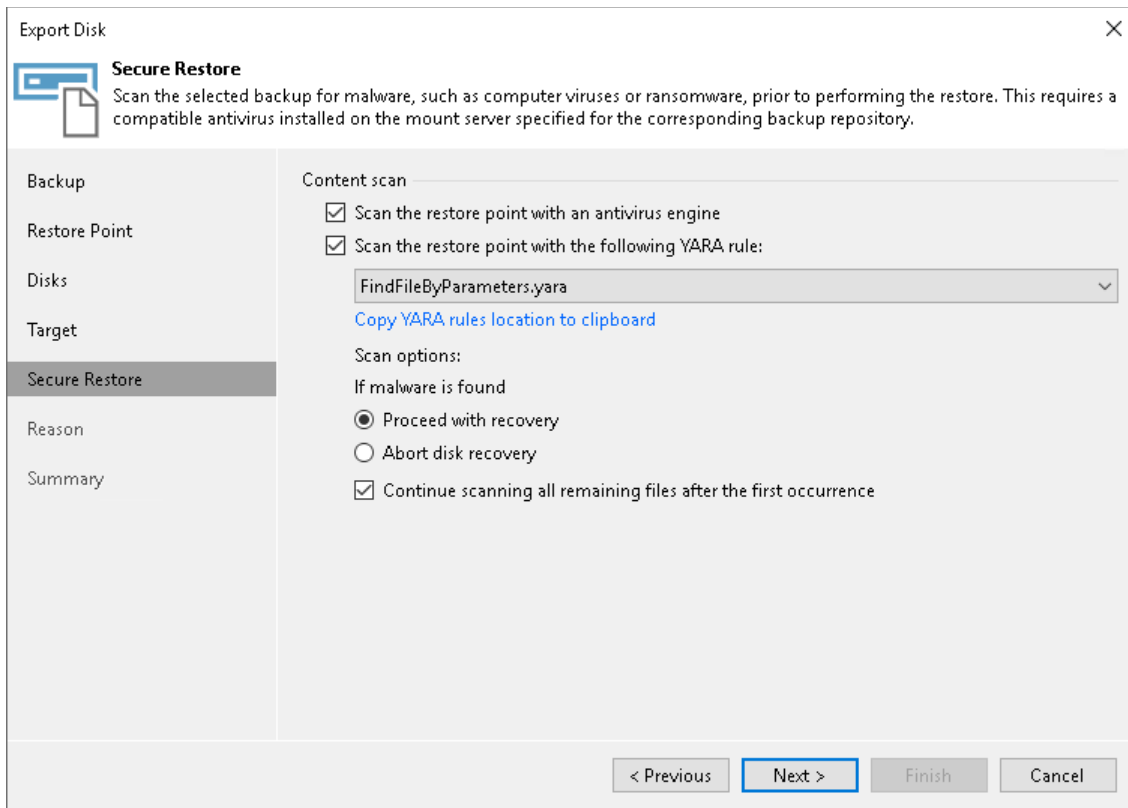 Export Disk
Secure Restore
Scan the selected backup for malware, such as computer viruses or ransomware, prior to performing the restore. This requires a
compatible antivirus installed on the mount server specified for the corresponding backup repository.
Backup
Restore Point
Disks
Target
Secure Restore
Reason
Summary
Content scan
Scan the restore point with an antivirus engine
Scan the restore point with the following YARA rule:
FindFileByParameters.yara
Copy YARA rules location to clipboard
Scan options:
If malware is found
Proceed with recovery
Abort disk recovery
Continue scanning all remaining files after the first occurrence
< Previous
Next >
Finish
Cancel